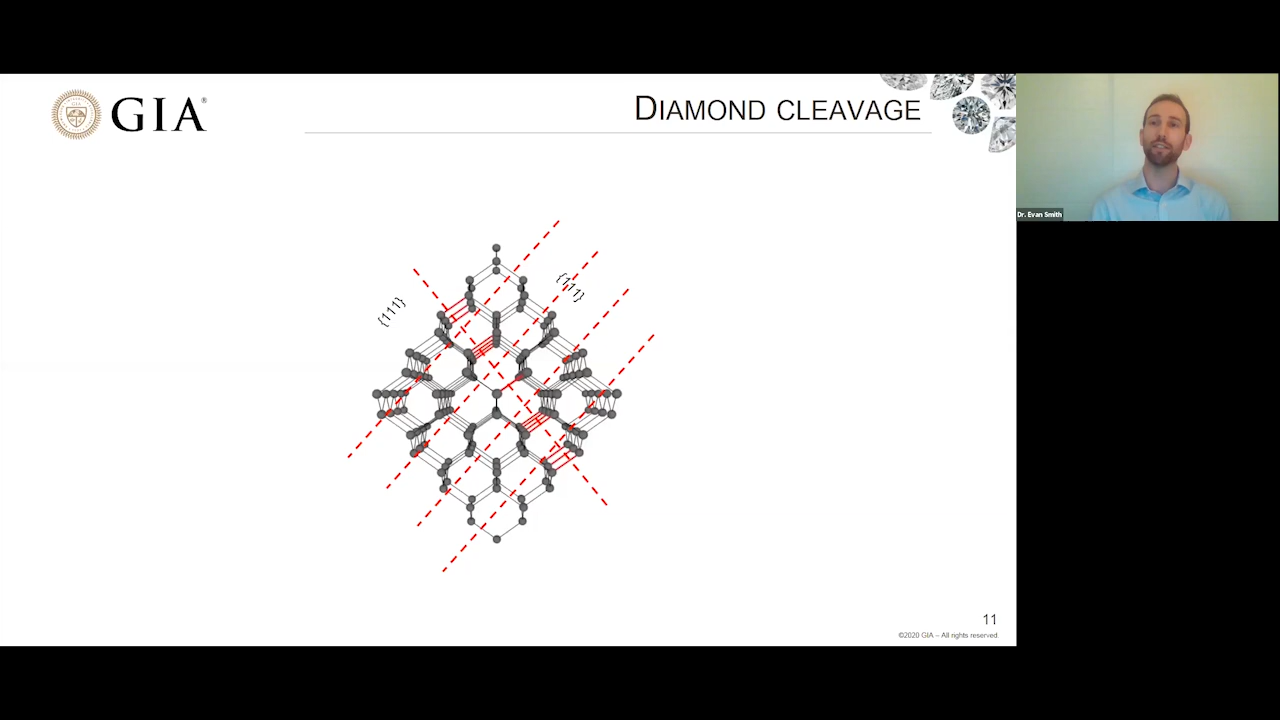 GIA®
DIAMOND CLEAVAGE
Dr. Evan Smith
{111}
{111}
11
©2020 GIA – All rights reserved